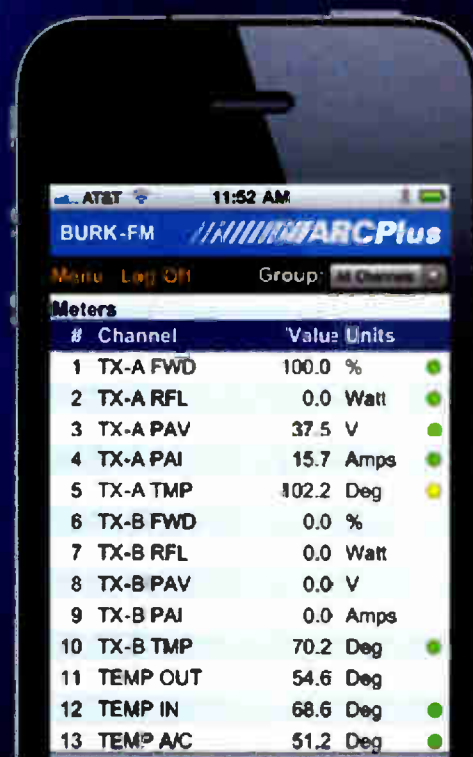 AT&T 11:52 AM
BURK-FM ARCPlus
Menu Log Off Group: All Channels
Meters
# Channel Value Units
1 TX-A FWD 100.0 %
2 TX-A RFL 0.0 Watt
3 TX-A PAV 37.5 V
4 TX-A PAI 15.7 Amps
5 TX-A TMP 102.2 Deg
6 TX-B FWD 0.0 %
7 TX-B RFL 0.0 Watt
8 TX-B PAV 0.0 V
9 TX-B PAI 0.0 Amps
10 TX-B TMP 70.2 Deg
11 TEMP OUT 54.6 Deg
12 TEMP IN 68.6 Deg
13 TEMP A/C 51.2 Deg